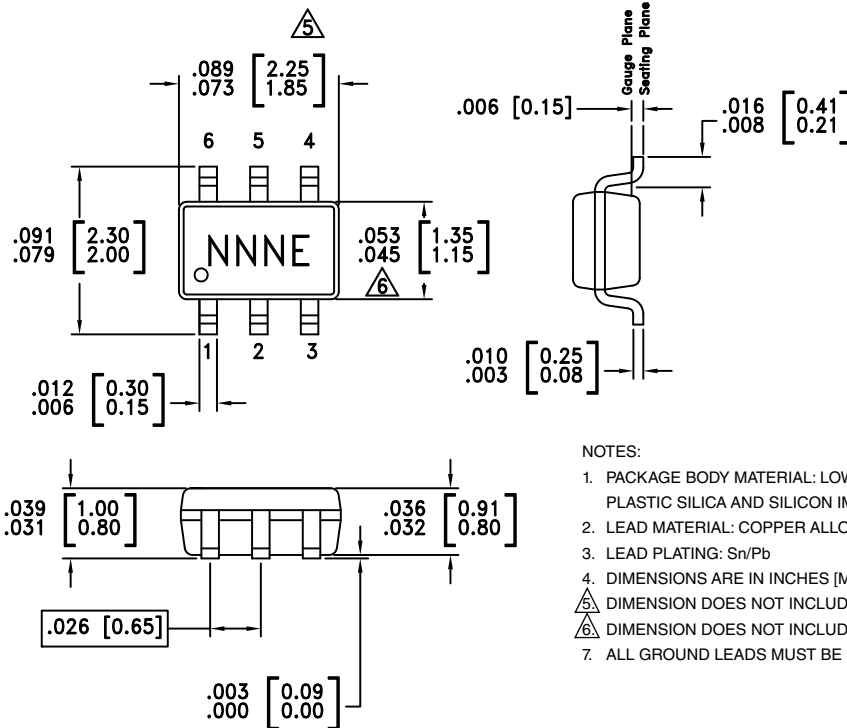 5
.089 [2.25]
.073 [1.85]
6 5 4
.091 [2.30]
.079 [2.00]
NNNE
.053 [1.35]
.045 [1.15]
6
1 2 3
.012 [0.30]
.006 [0.15]
Gauge Plane
Seating Plane
.006 [0.15]
.016 [0.41]
.008 [0.21]
.010 [0.25]
.003 [0.08]
.039 [1.00]
.031 [0.80]
.036 [0.91]
.032 [0.80]
.026 [0.65]
.003 [0.09]
.000 [0.00]
NOTES:
1. PACKAGE BODY MATERIAL: LOW
PLASTIC SILICA AND SILICON
2. LEAD MATERIAL: COPPER
3. LEAD PLATING: Sn/Pb
4. DIMENSIONS ARE IN INCHES
5. DIMENSION DOES NOT
6. DIMENSION DOES NOT
7. ALL GROUND LEADS MUST BE